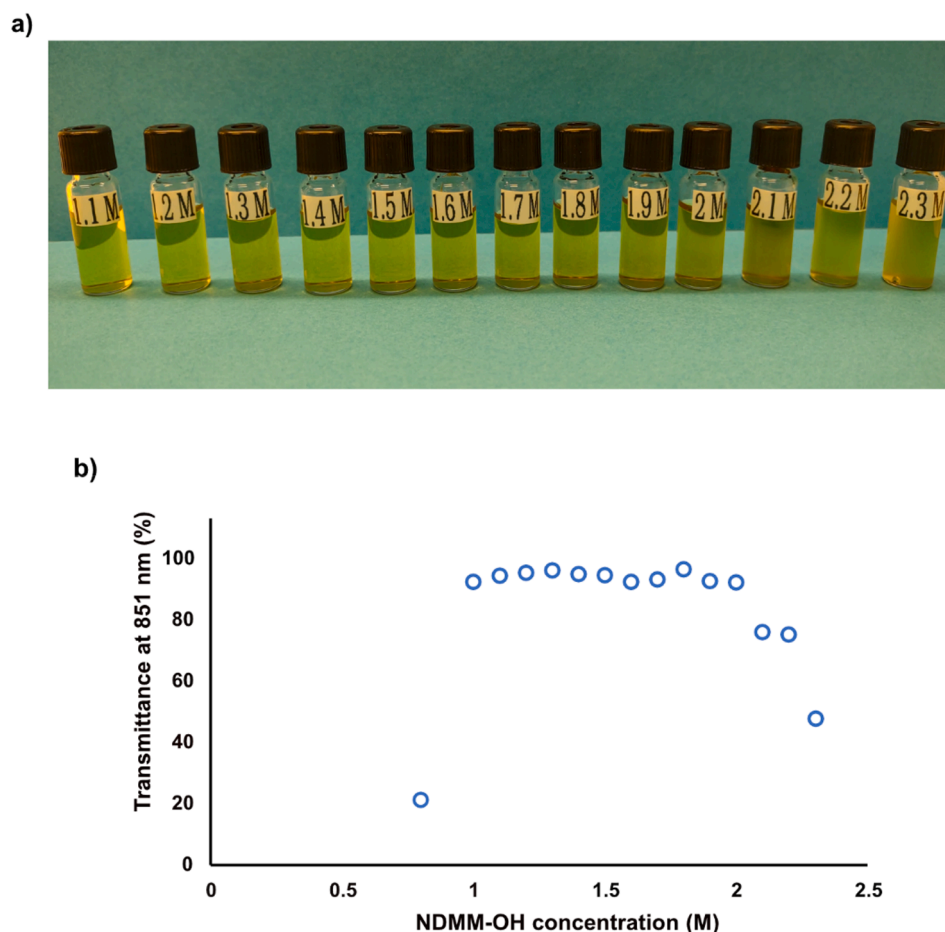 a)
1.1 M
1.2 M
1.3 M
1.4 M
1.5 M
1.6 M
1.7 M
1.8 M
1.9 M
2 M
2.1 M
2.2 M
2.3 M
b)
Transmittance at 851 nm (%)
100
80
60
40
20
0
0
0.5
1
1.5
2
2.5
NDMM-OH concentration (M)